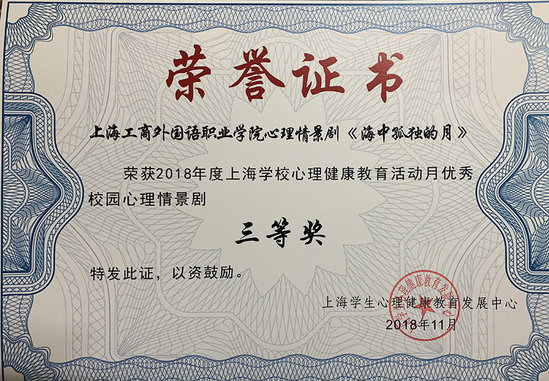 荣誉证书
上海工商外国语职业学院心理情景剧《海中孤独的月》
荣获2018年度上海学校心理健康教育活动月优秀
校园心理情景剧
三等奖
特发此证，以资鼓励。
上海学生心理健康教育发展中心
2018年11月